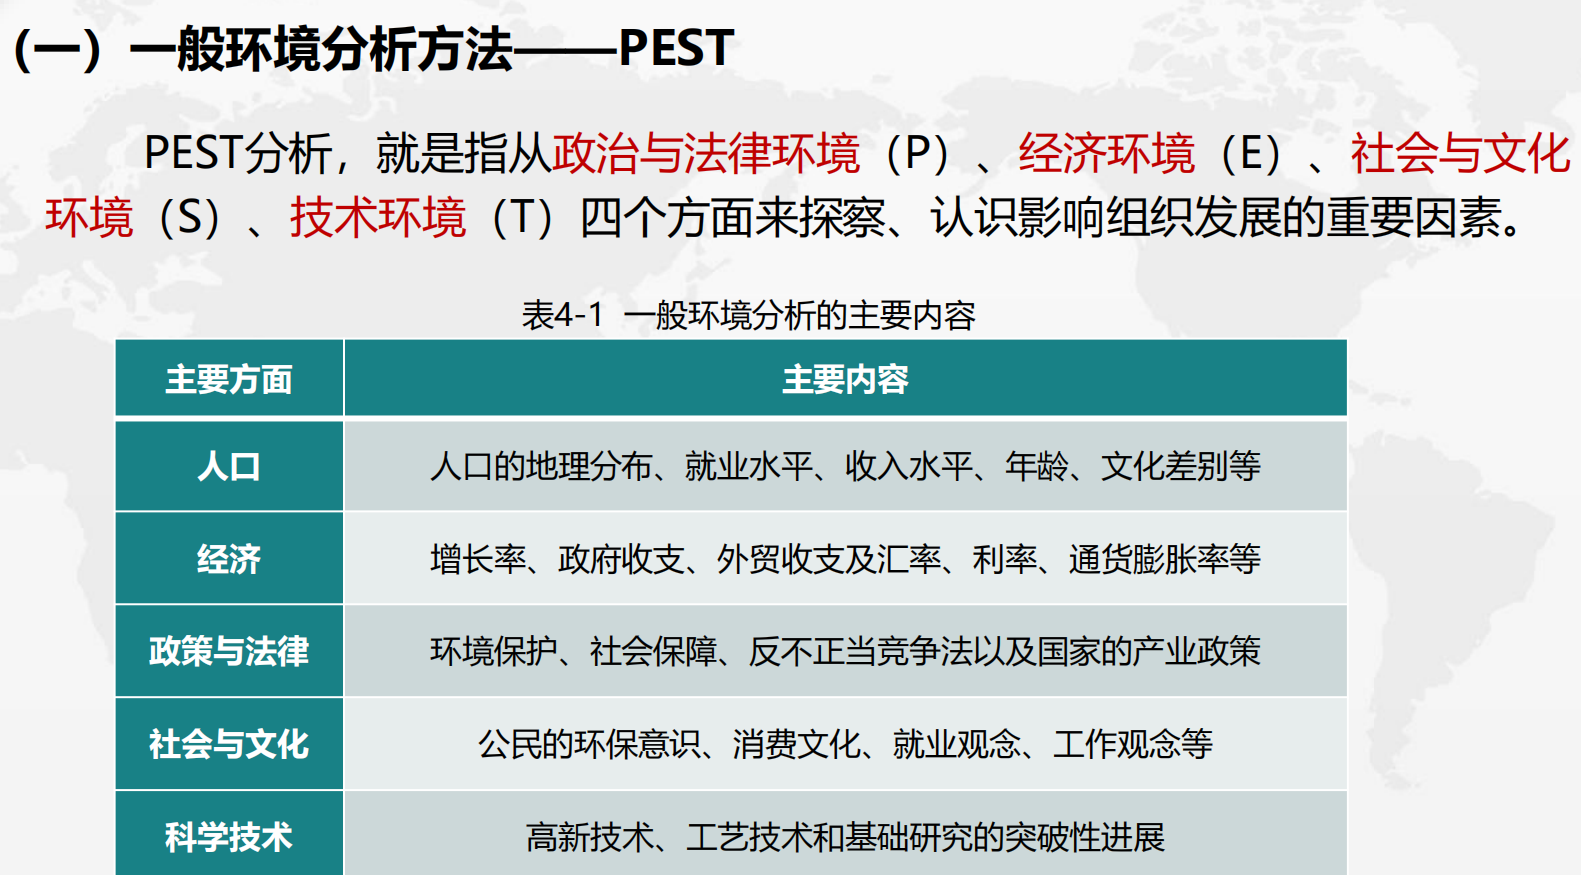 （一）一般环境分析方法——PEST
PEST分析，就是指从政治与法律环境（P）、经济环境（E）、社会与文化
环境（S）、技术环境（T）四个方面来探察、认识影响组织发展的重要因素。
表4-1 一般环境分析的主要内容
主要方面 主要内容
人口 人口的地理分布、就业水平、收入水平、年龄、文化差别等
经济 增长率、政府收支、外贸收支及汇率、利率、通货膨胀率等
政策与法律 环境保护、社会保障、反不正当竞争法以及国家的产业政策
社会与文化 公民的环保意识、消费文化、就业观念、工作观念等
科学技术 高新技术、工艺技术和基础研究的突破性进展